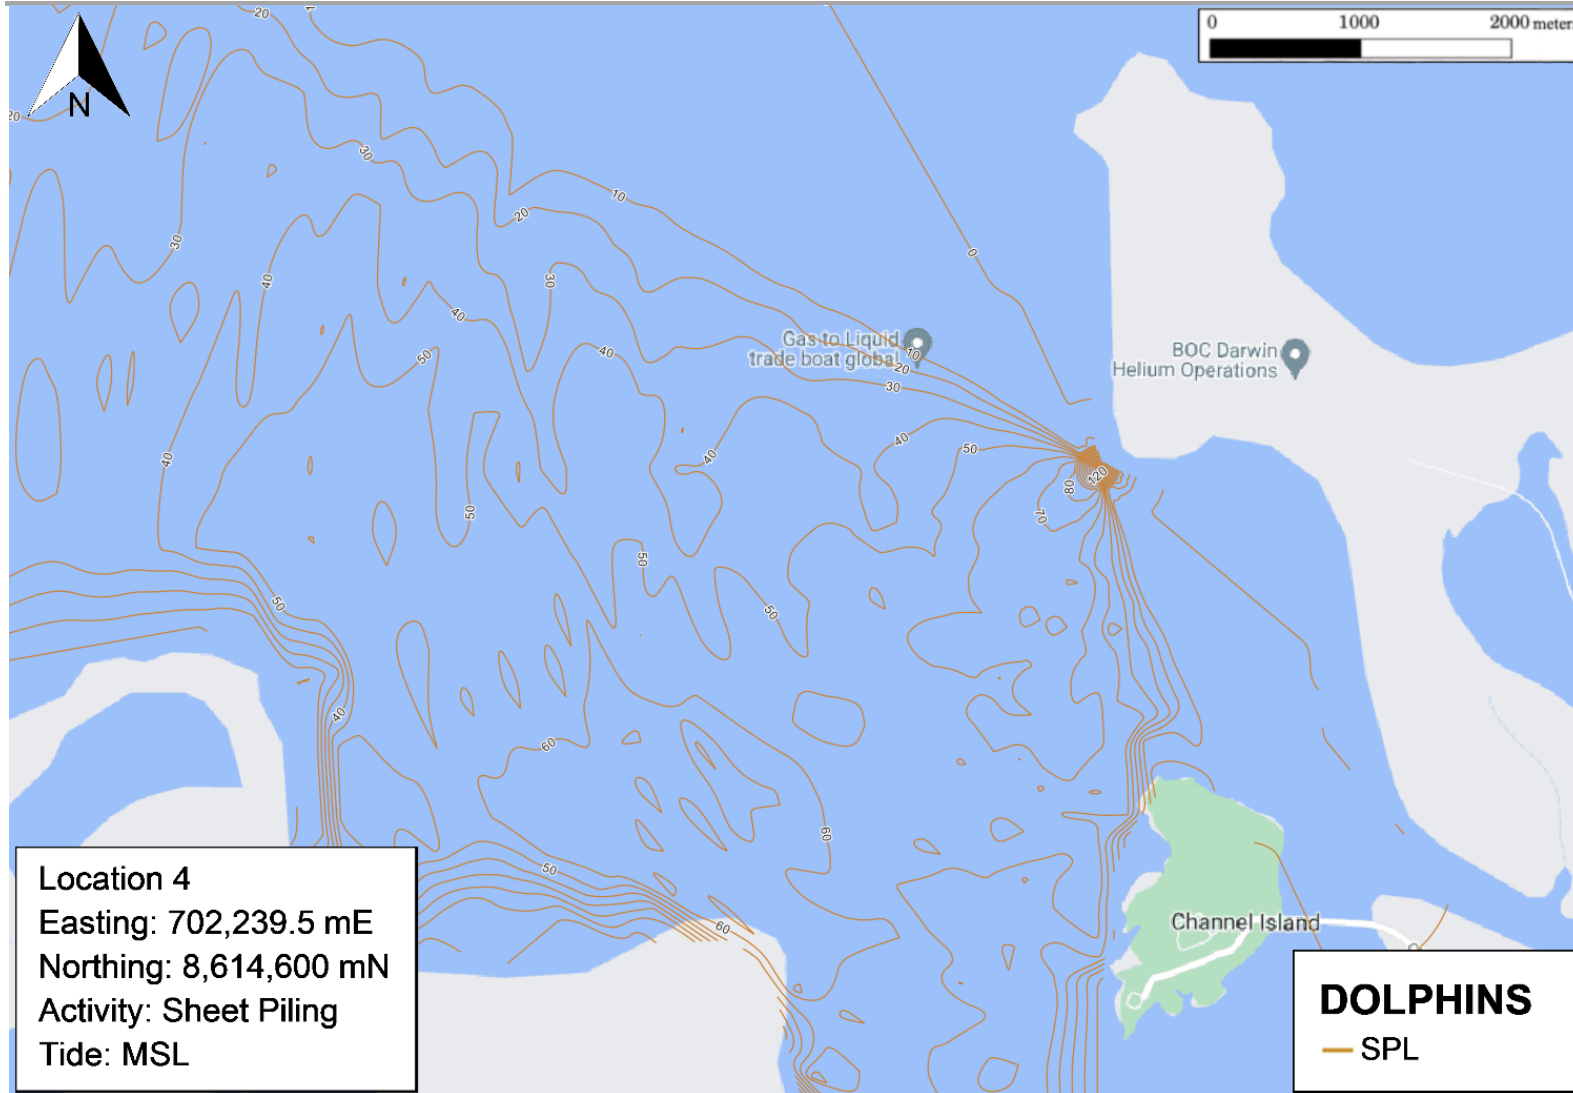 20
0
1000
2000 meters
N
20
30
10
20
30
40
0
30
40
40
50
Gas to Liquid
trade boat global
10
20
30
BOC Darwin
Helium Operations
40
40
50
40
120
80
70
50
50
50
50
40
60
60
50
60
Channel Island
Location 4
Easting: 702,239.5 mE
Northing: 8,614,600 mN
Activity: Sheet Piling
Tide: MSL
DOLPHINS
SPL